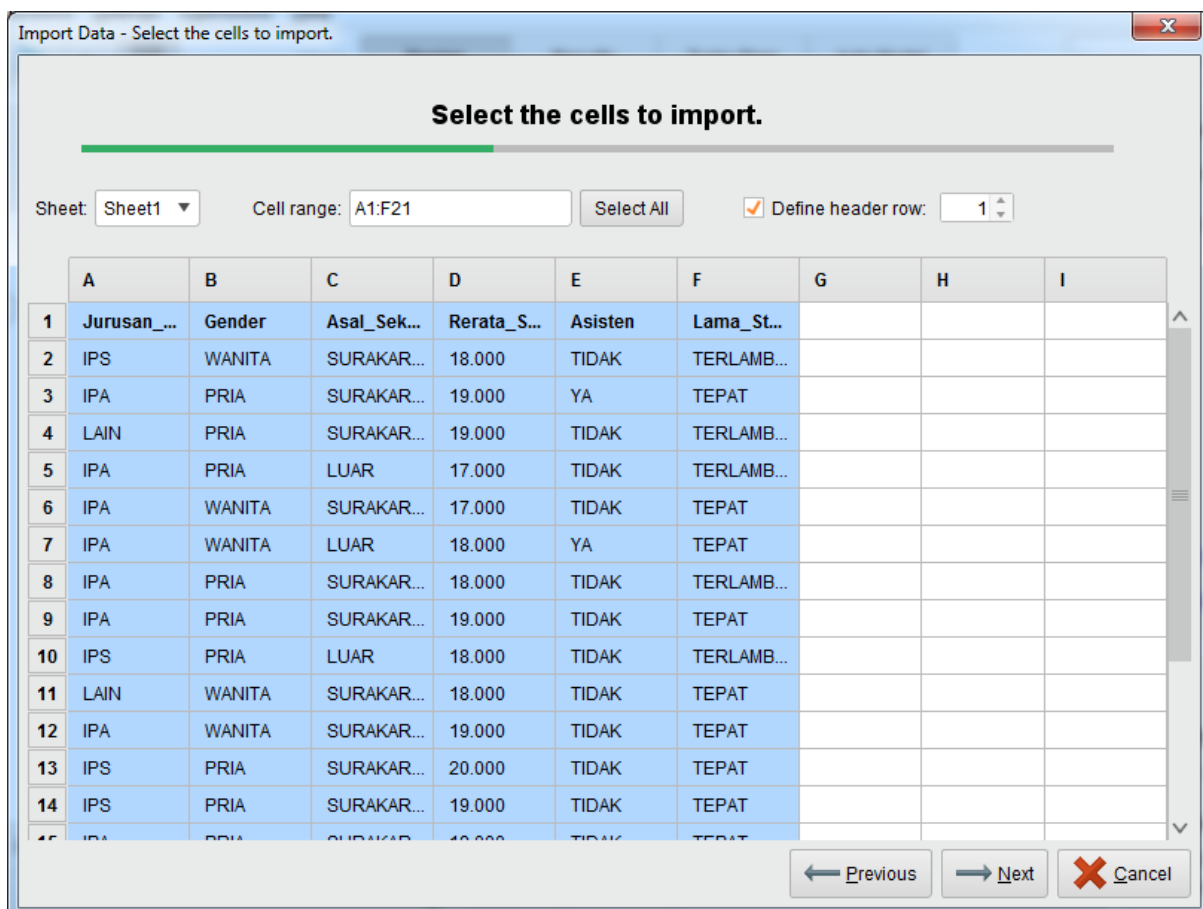 Import Data - Select the cells to import.
Select the cells to import.
Sheet: Sheet1 Cell range: A1:F21 Select All Define header row: 1
A B C D E F G H I
1 Jurusan_... Gender Asal_Sek... Rerata_S... Asisten Lama_St...
2 IPS WANITA SURAKAR... 18.000 TIDAK TERLAMB...
3 IPA PRIA SURAKAR... 19.000 YA TEPAT
4 LAIN PRIA SURAKAR... 19.000 TIDAK TERLAMB...
5 IPA PRIA LUAR 17.000 TIDAK TERLAMB...
6 IPA WANITA SURAKAR... 17.000 TIDAK TEPAT
7 IPA WANITA LUAR 18.000 YA TEPAT
8 IPA PRIA SURAKAR... 18.000 TIDAK TERLAMB...
9 IPA PRIA SURAKAR... 19.000 TIDAK TEPAT
10 IPS PRIA LUAR 18.000 TIDAK TERLAMB...
11 LAIN WANITA SURAKAR... 18.000 TIDAK TEPAT
12 IPA WANITA SURAKAR... 19.000 TIDAK TEPAT
13 IPS PRIA SURAKAR... 20.000 TIDAK TEPAT
14 IPS PRIA SURAKAR... 19.000 TIDAK TEPAT
Previous Next Cancel